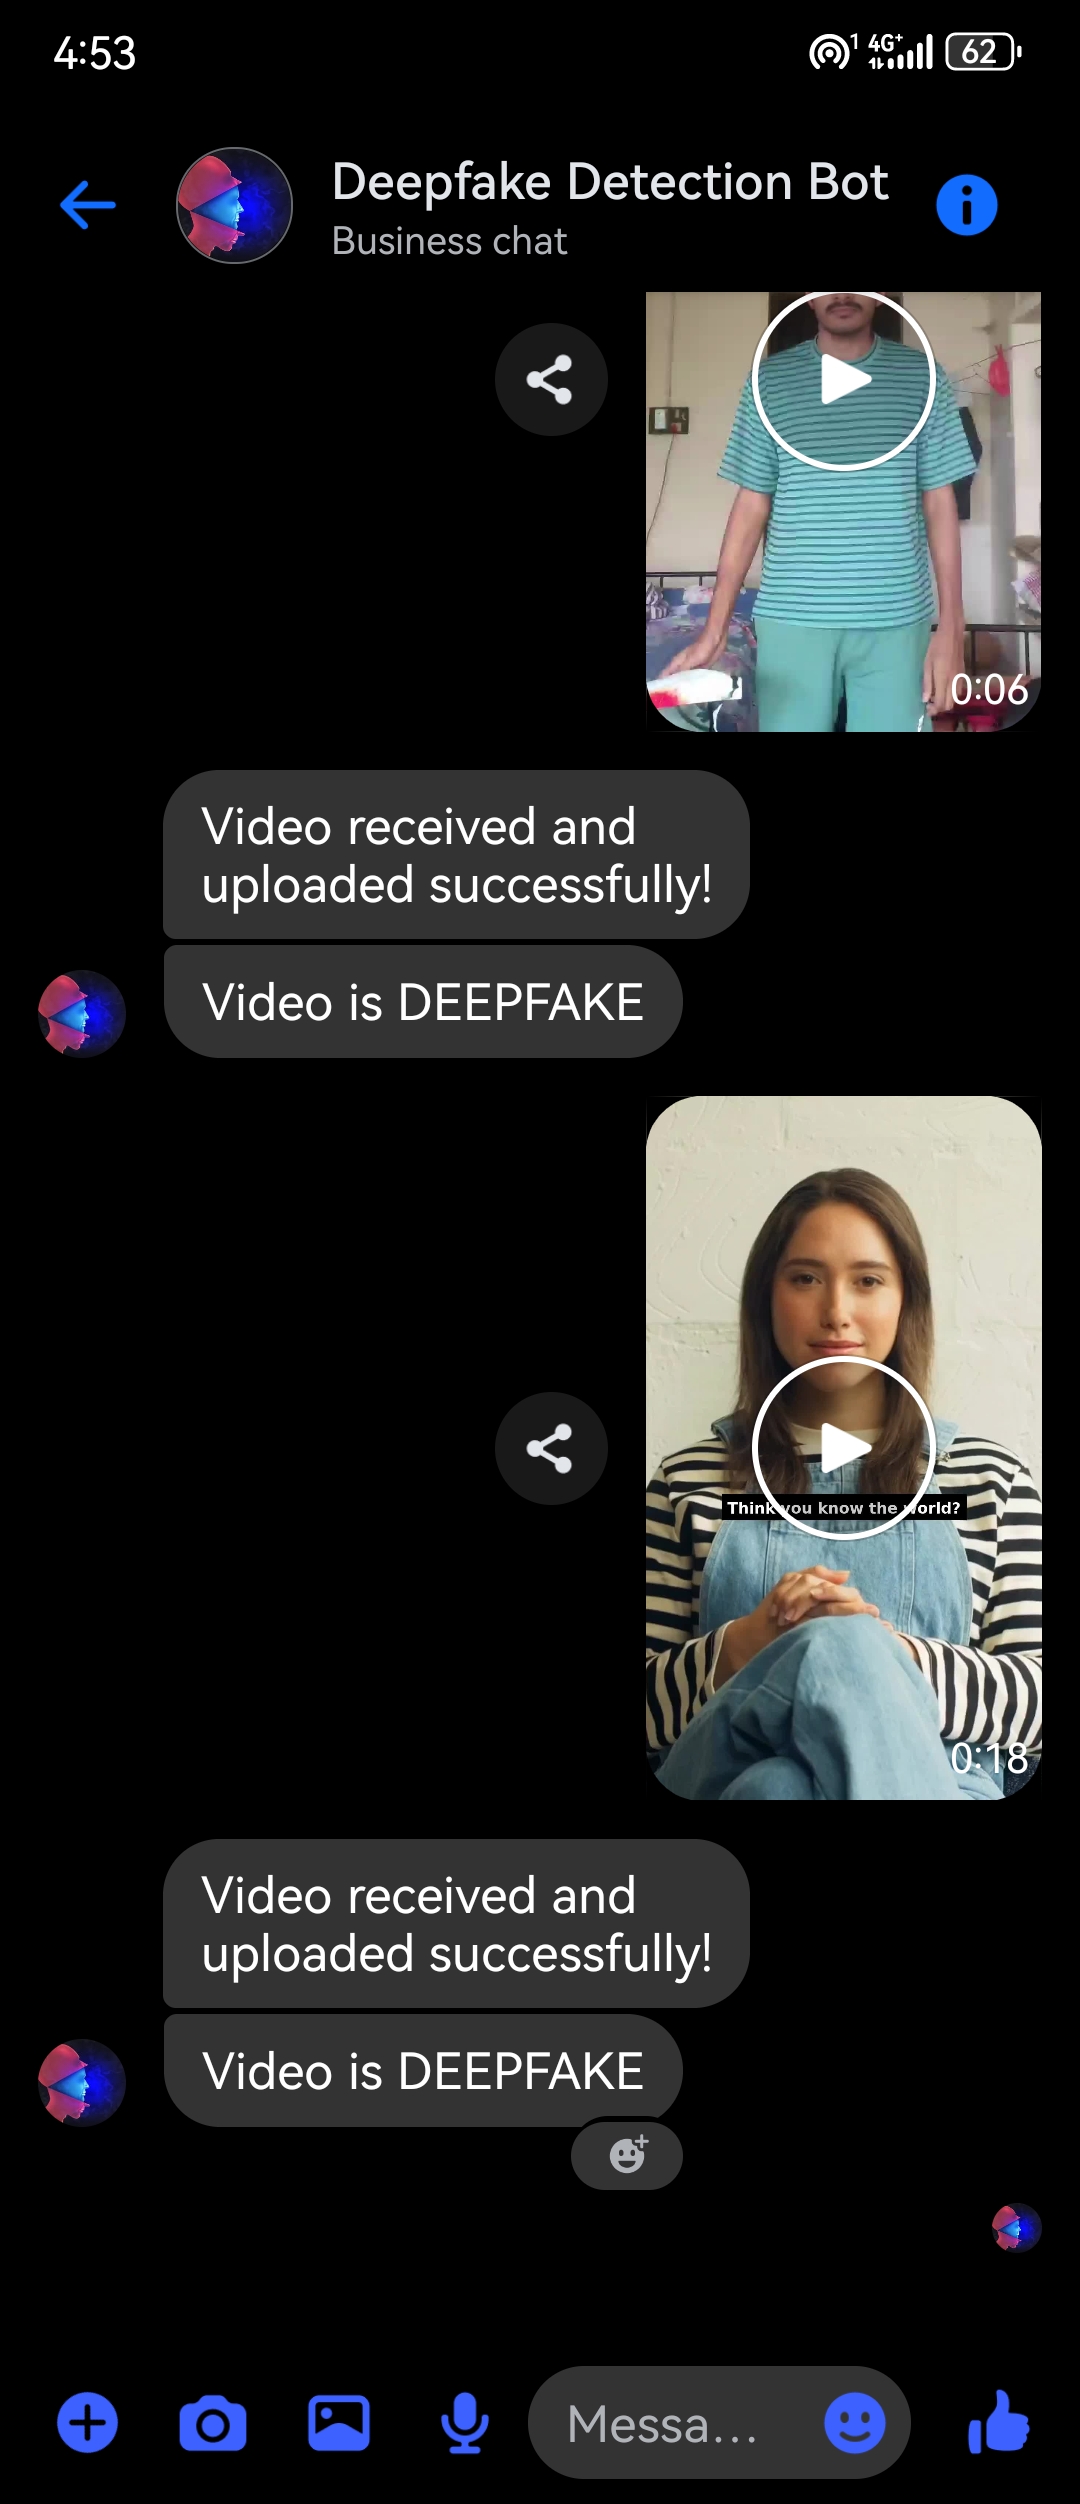 4:53
1 4G+
62
Deepfake Detection Bot
Business chat
0:06
Video received and
uploaded successfully!
Video is DEEPFAKE
Think you know the world?
0:18
Video received and
uploaded successfully!
Video is DEEPFAKE
Messa...